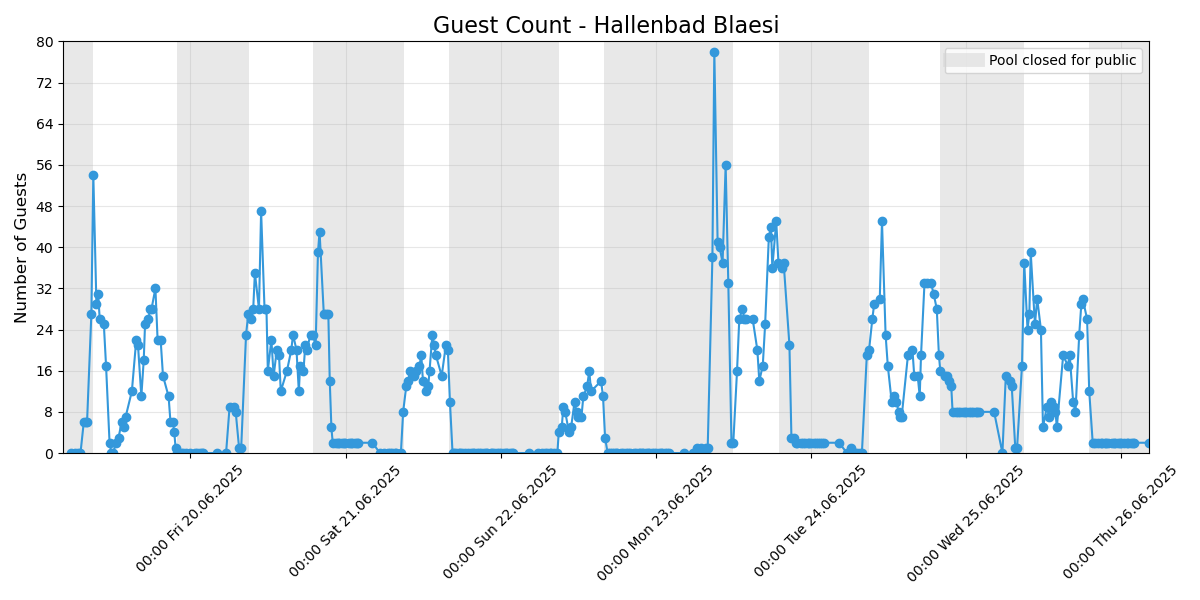 Guest Count - Hallenbad Blaesi
Pool closed for public
Number of Guests
80
72
64
56
48
40
32
24
16
8
0
00:00 Fri 20.06.2025
00:00 Sat 21.06.2025
00:00 Sun 22.06.2025
00:00 Mon 23.06.2025
00:00 Tue 24.06.2025
00:00 Wed 25.06.2025
00:00 Thu 26.06.2025